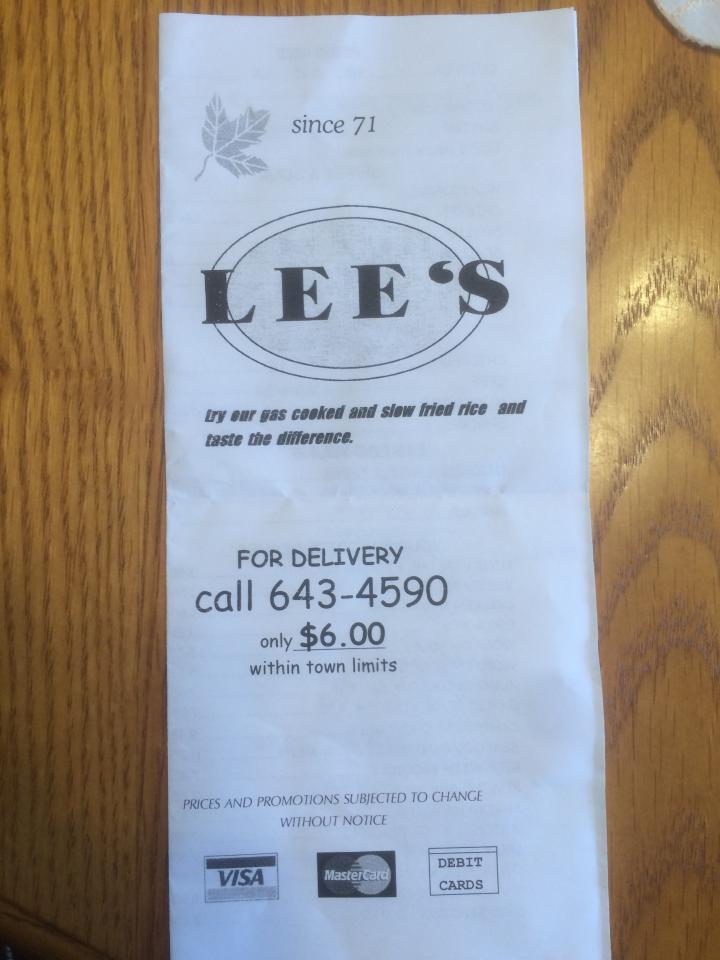 since 71
LEE‘S
try our gas cooked and slow fried rice and
taste the difference.
FOR DELIVERY
call 643-4590
only $6.00
within town limits
PRICES AND PROMOTIONS SUBJECTED TO CHANGE
WITHOUT NOTICE
VISA
MasterCard
DEBIT
CARDS